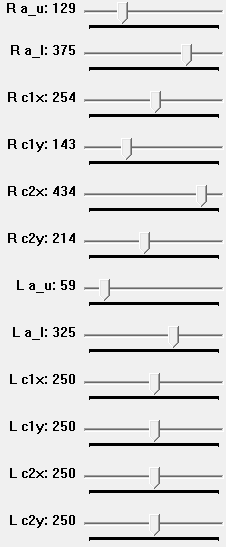 R a_u: 129
R a_l: 375
R c1x: 254
R c1y: 143
R c2x: 434
R c2y: 214
L a_u: 59
L a_l: 325
L c1x: 250
L c1y: 250
L c2x: 250
L c2y: 250